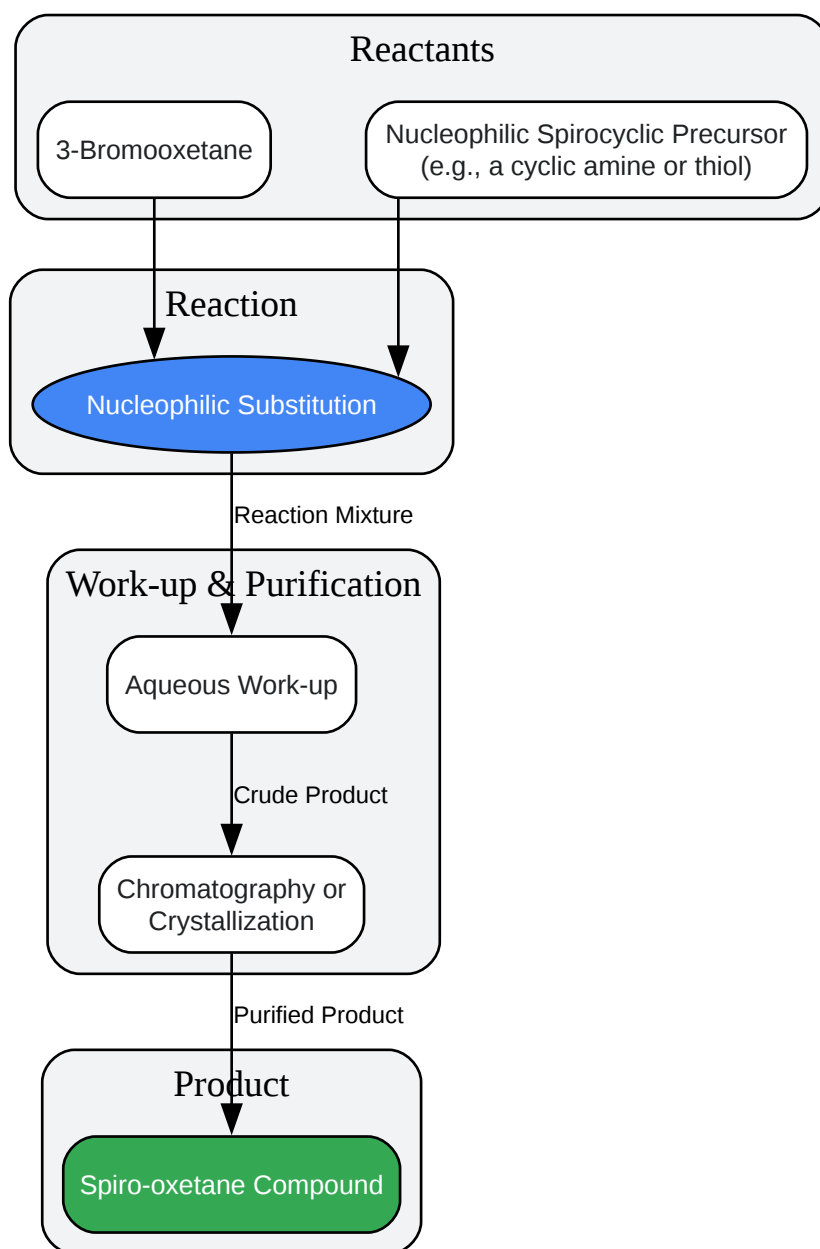 Reactants
3-Bromooxetane
Nucleophilic Spirocyclic Precursor
(e.g., a cyclic amine or thiol)
Reaction
Nucleophilic Substitution
Reaction Mixture
Work-up & Purification
Aqueous Work-up
Crude Product
Chromatography or
Crystallization
Purified Product
Product
Spiro-oxetane Compound